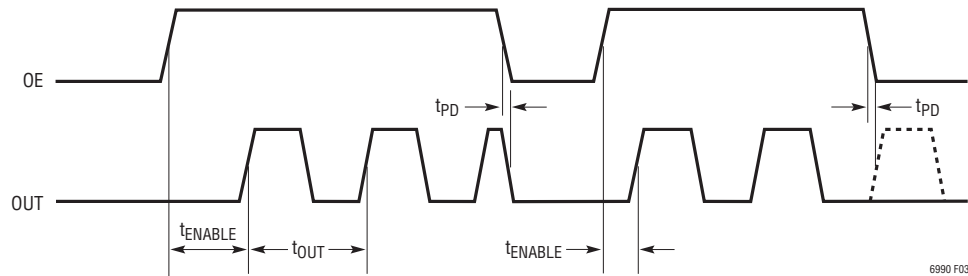 OE
tPD
tPD
OUT
tENABLE
tOUT
tENABLE
6990 F03